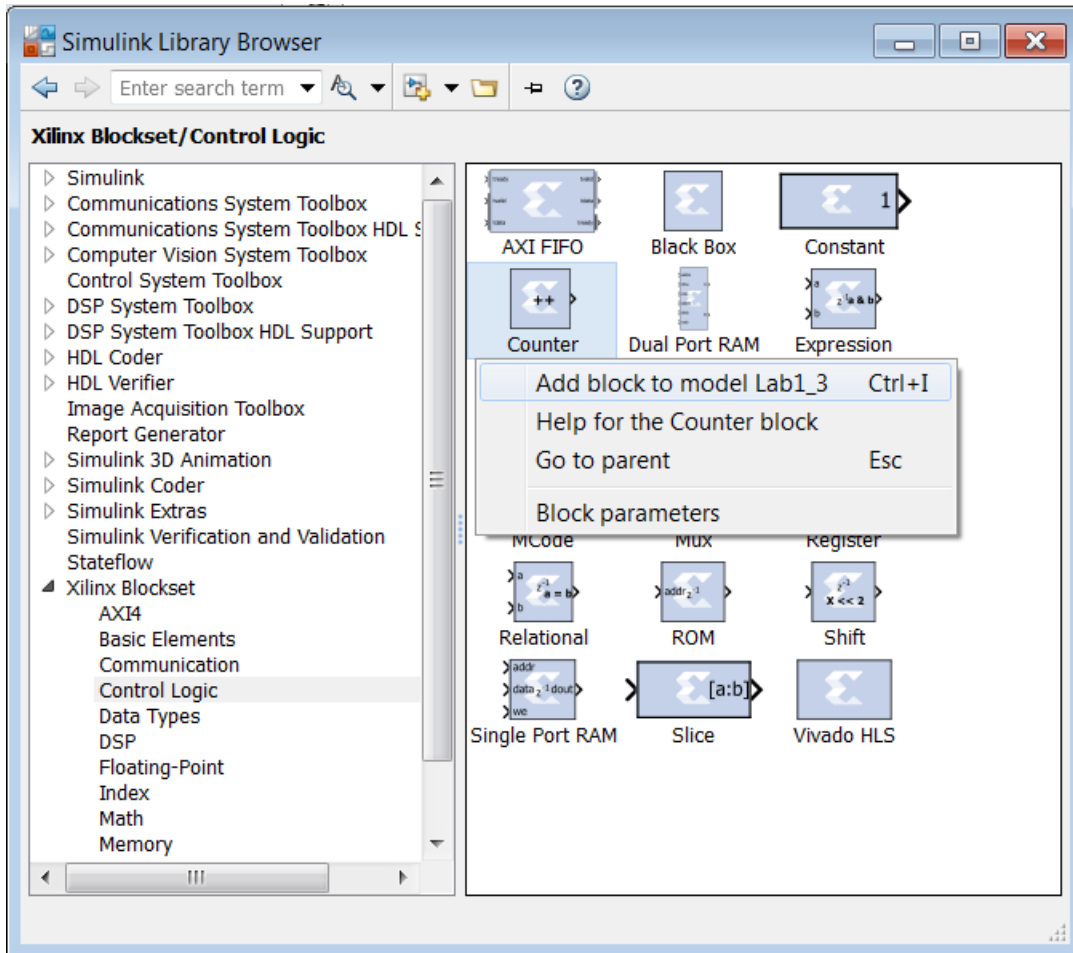 Simulink Library Browser
Enter search term
Xilinx Blockset/Control Logic
Simulink
Communications System Toolbox
Communications System Toolbox HDL S
Computer Vision System Toolbox
Control System Toolbox
DSP System Toolbox
DSP System Toolbox HDL Support
HDL Coder
HDL Verifier
Image Acquisition Toolbox
Report Generator
Simulink 3D Animation
Simulink Coder
Simulink Extras
Simulink Verification and Validation
Stateflow
Xilinx Blockset
AXI4
Basic Elements
Communication
Control Logic
Data Types
DSP
Floating-Point
Index
Math
Memory
1
AXI FIFO Black Box Constant
++ a b z-1 a & b
Counter Dual Port RAM Expression
Add block to model Lab1_3 Ctrl+I
Help for the Counter block
Go to parent Esc
Block parameters
MCode Mux Register
a b z-1 a = b addr z-1 z-1 X << 2
Relational ROM Shift
addr data we z-1 dout [a:b]
Single Port RAM Slice Vivado HLS